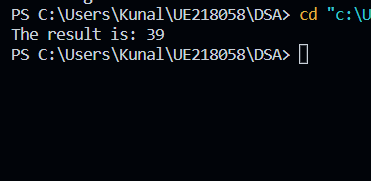 PS C:\Users\Kunal\UE218058\DSA> cd "c:\U
The result is: 39
PS C:\Users\Kunal\UE218058\DSA>